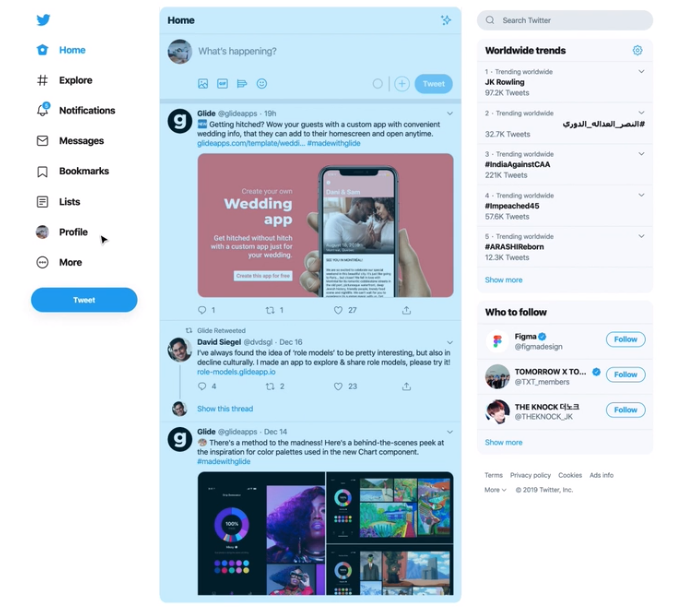 Home
Explore
Notifications
Messages
Bookmarks
Lists
Profile
More
Tweet
Home
What's happening?
GIF
Tweet
Glide @glideapps · 19h
🆕 Getting hitched? Wow your guests with a custom app with convenient
wedding info, that they can add to their homescreen and open anytime.
glideapps.com/template/weddi... #madewithglide
Create your own
Wedding
app
Get hitched without hitch
with a custom app just for
your wedding.
Create this app for free
Dani & Sam
1
1
27
Glide Retweeted
David Siegel @dvdsgl · Dec 16
I've always found the idea of 'role models' to be pretty interesting, but also in
decline culturally. I made an app to explore & share role models, please try it!
role-models.glideapp.io
4
2
23
Show this thread
Glide @glideapps · Dec 14
There's a method to the madness! Here's a behind-the-scenes peek at
the inspiration for color palettes used in the new Chart component.
#madewithglide
100%
Search Twitter
Worldwide trends
1 · Trending worldwide
JK Rowling
97.2K Tweets
2 · Trending worldwide
#النصر_العداله_الدوري
32.7K Tweets
3 · Trending worldwide
#IndiaAgainstCAA
221K Tweets
4 · Trending worldwide
#Impeached45
57.6K Tweets
5 · Trending worldwide
#ARASHIReborn
12.3K Tweets
Show more
Who to follow
Figma
@figmadesign
Follow
TOMORROW X TO...
@TXT_members
Follow
THE KNOCK 더노크
@THEKNOCK_JK
Follow
Show more
Terms Privacy policy Cookies Ads info
More © 2019 Twitter, Inc.